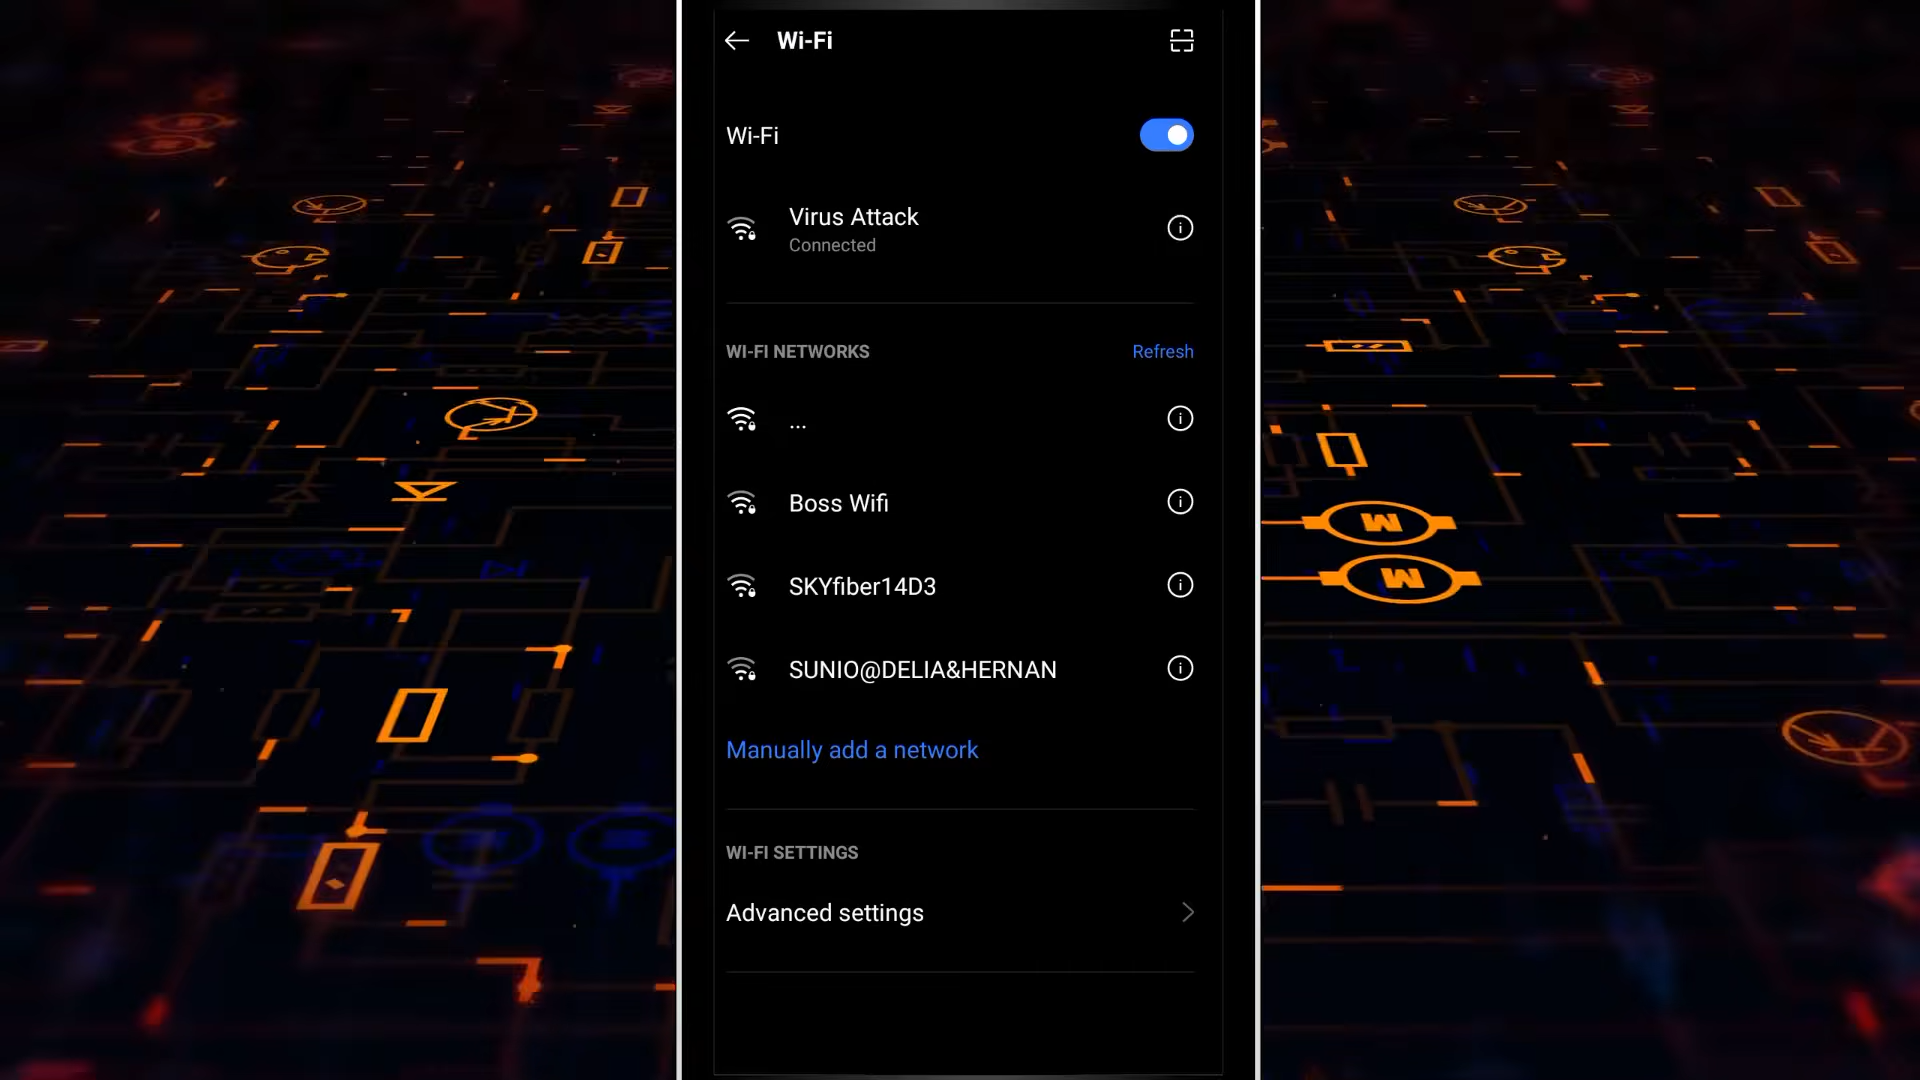 Wi-Fi
Wi-Fi
Virus Attack
Connected
WI-FI NETWORKS
Refresh
...
Boss Wifi
SKYfiber14D3
SUNIO@DELIA&HERNAN
Manually add a network
WI-FI SETTINGS
Advanced settings
M
M